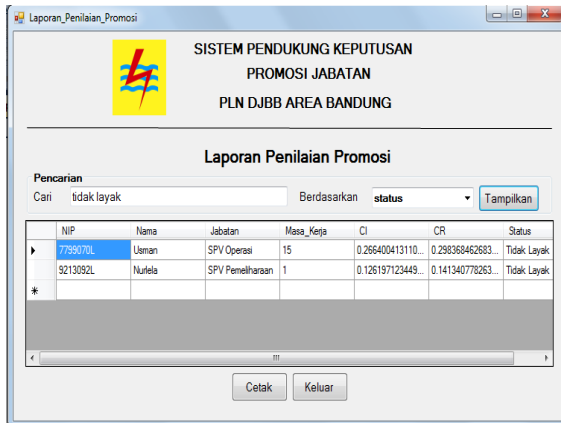 Laporan_Penilaian_Promosi
SISTEM PENDUKUNG KEPUTUSAN
PROMOSI JABATAN
PLN DJBB AREA BANDUNG
Laporan Penilaian Promosi
Pencarian
Cari tidak layak Berdasarkan status Tampilkan
NIP Nama Jabatan Masa_Kerja CI CR Status
7799070L Usman SPV Operasi 15 0.266400413110... 0.298368462683... Tidak Layak
9213092L Nurlela SPV Pemeliharaan 1 0.126197123449... 0.141340778263... Tidak Layak
Cetak Keluar